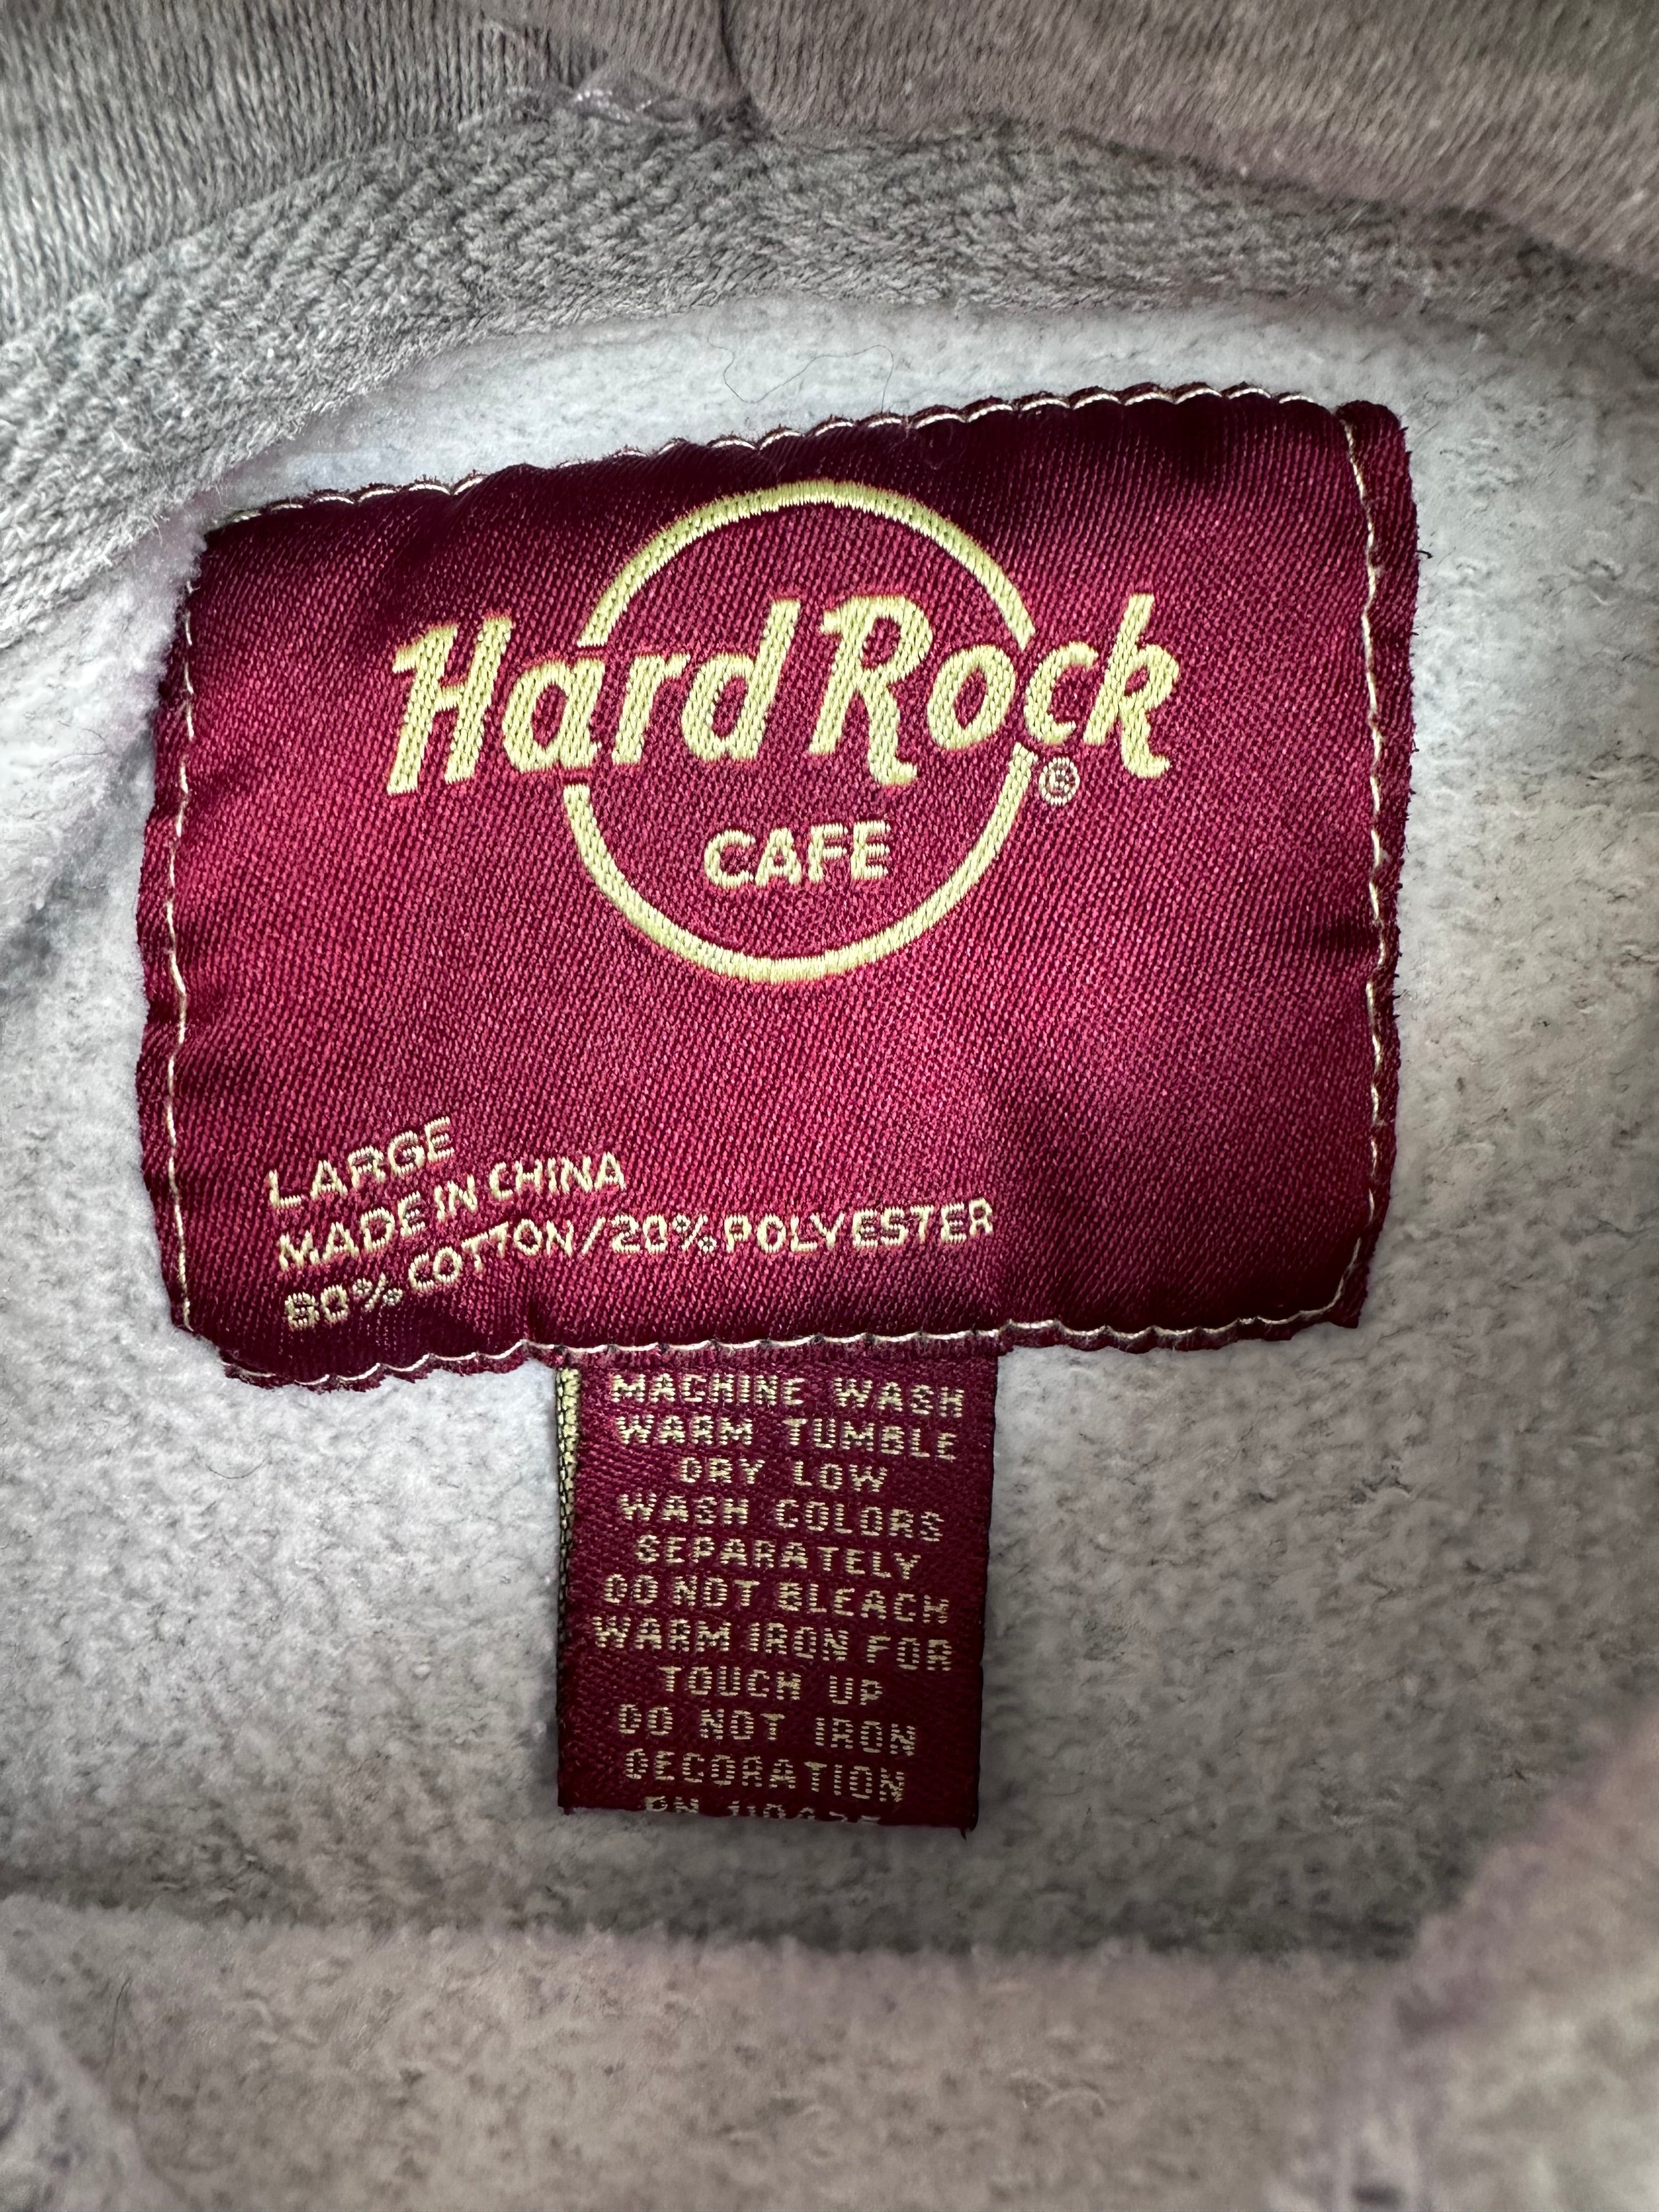 Hard Rock
®
CAFE
LARGE
MADE IN CHINA
80% COTTON/20% POLYESTER
MACHINE WASH
WARM TUMBLE
DRY LOW
WASH COLORS
SEPARATELY
DO NOT BLEACH
WARM IRON FOR
TOUCH UP
DO NOT IRON
DECORATION
RN